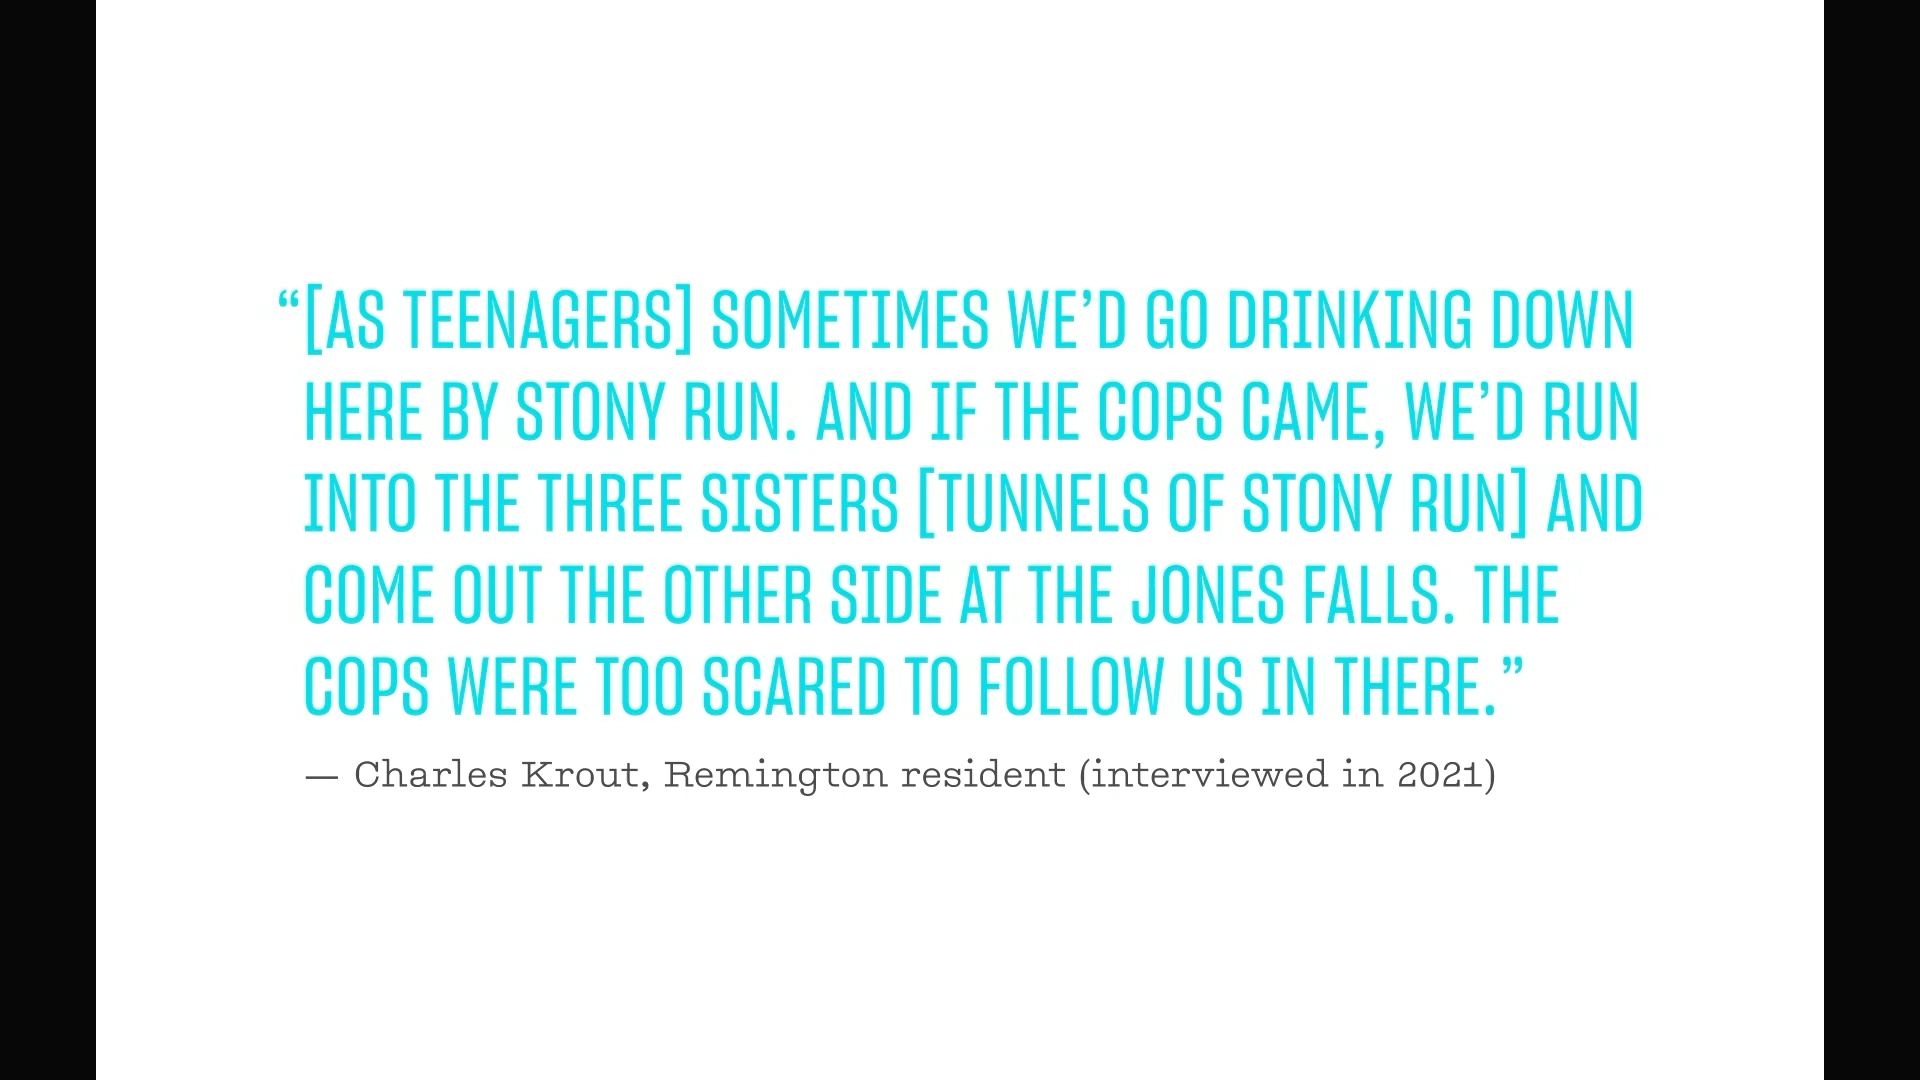 “[AS TEENAGERS] SOMETIMES WE’D GO DRINKING DOWN
HERE BY STONY RUN. AND IF THE COPS CAME, WE’D RUN
INTO THE THREE SISTERS [TUNNELS OF STONY RUN] AND
COME OUT THE OTHER SIDE AT THE JONES FALLS. THE
COPS WERE TOO SCARED TO FOLLOW US IN THERE.”
— Charles Krout, Remington resident (interviewed in 2021)